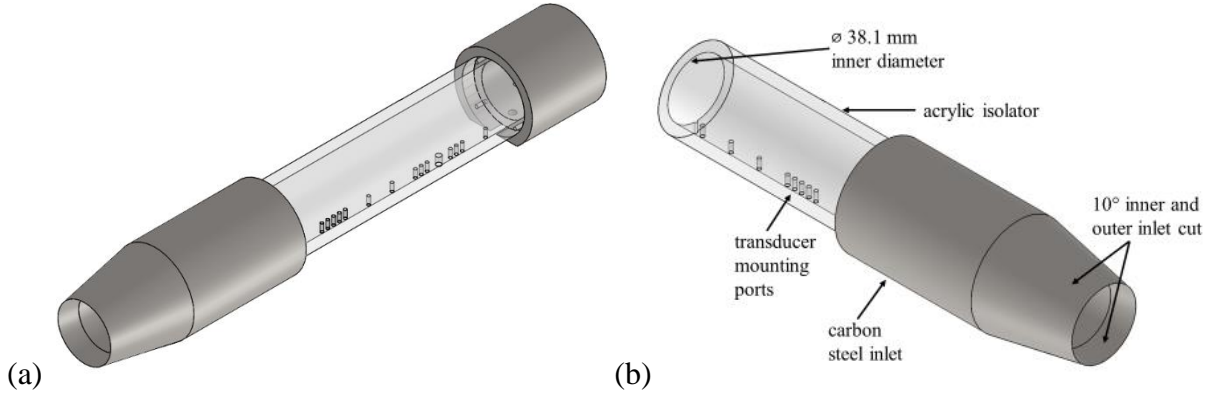 ⌀ 38.1 mm
inner diameter
acrylic isolator
10° inner and
outer inlet cut
transducer
mounting
ports
carbon
steel inlet
(a)
(b)